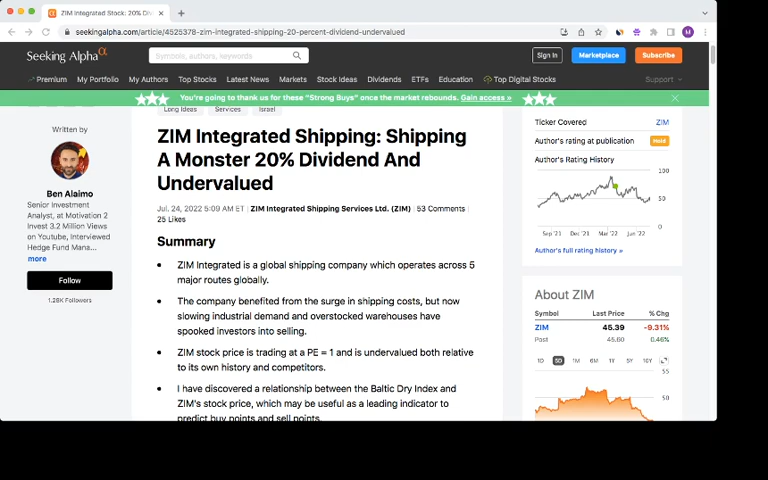 ZIM Integrated Stock: 20% Div
seekingalpha.com/article/4525378-zim-integrated-shipping-20-percent-dividend-undervalued
M
Seeking Alpha α
Symbols, authors, keywords
Sign In
Marketplace
Subscribe
Premium My Portfolio My Authors Top Stocks Latest News Markets Stock Ideas Dividends ETFs Education Top Digital Stocks Support
You're going to thank us for these "Strong Buys" once the market rebounds. Gain access »
Long Ideas Services Israel
Written by
Ben Alaimo
Senior Investment
Analyst, at Motivation 2
Invest 3.2 Million Views
on Youtube, Interviewed
Hedge Fund Mana...
more
Follow
1.28K Followers
ZIM Integrated Shipping: Shipping
A Monster 20% Dividend And
Undervalued
Jul. 24, 2022 5:09 AM ET | ZIM Integrated Shipping Services Ltd. (ZIM) | 53 Comments |
25 Likes
Summary
• ZIM Integrated is a global shipping company which operates across 5
major routes globally.
• The company benefited from the surge in shipping costs, but now
slowing industrial demand and overstocked warehouses have
spooked investors into selling.
• ZIM stock price is trading at a PE = 1 and is undervalued both relative
to its own history and competitors.
• I have discovered a relationship between the Baltic Dry Index and
ZIM's stock price, which may be useful as a leading indicator to
predict buy points and sell points.
Ticker Covered ZIM
Author's rating at publication Hold
Author's Rating History
100
50
0
Sep '21 Dec '21 Mar '22 Jun '22
Author's full rating history »
About ZIM
Symbol Last Price % Chg
ZIM 45.39 -9.31%
Post 45.60 0.46%
1D 5D 1M 6M 1Y 5Y 10Y
55
50